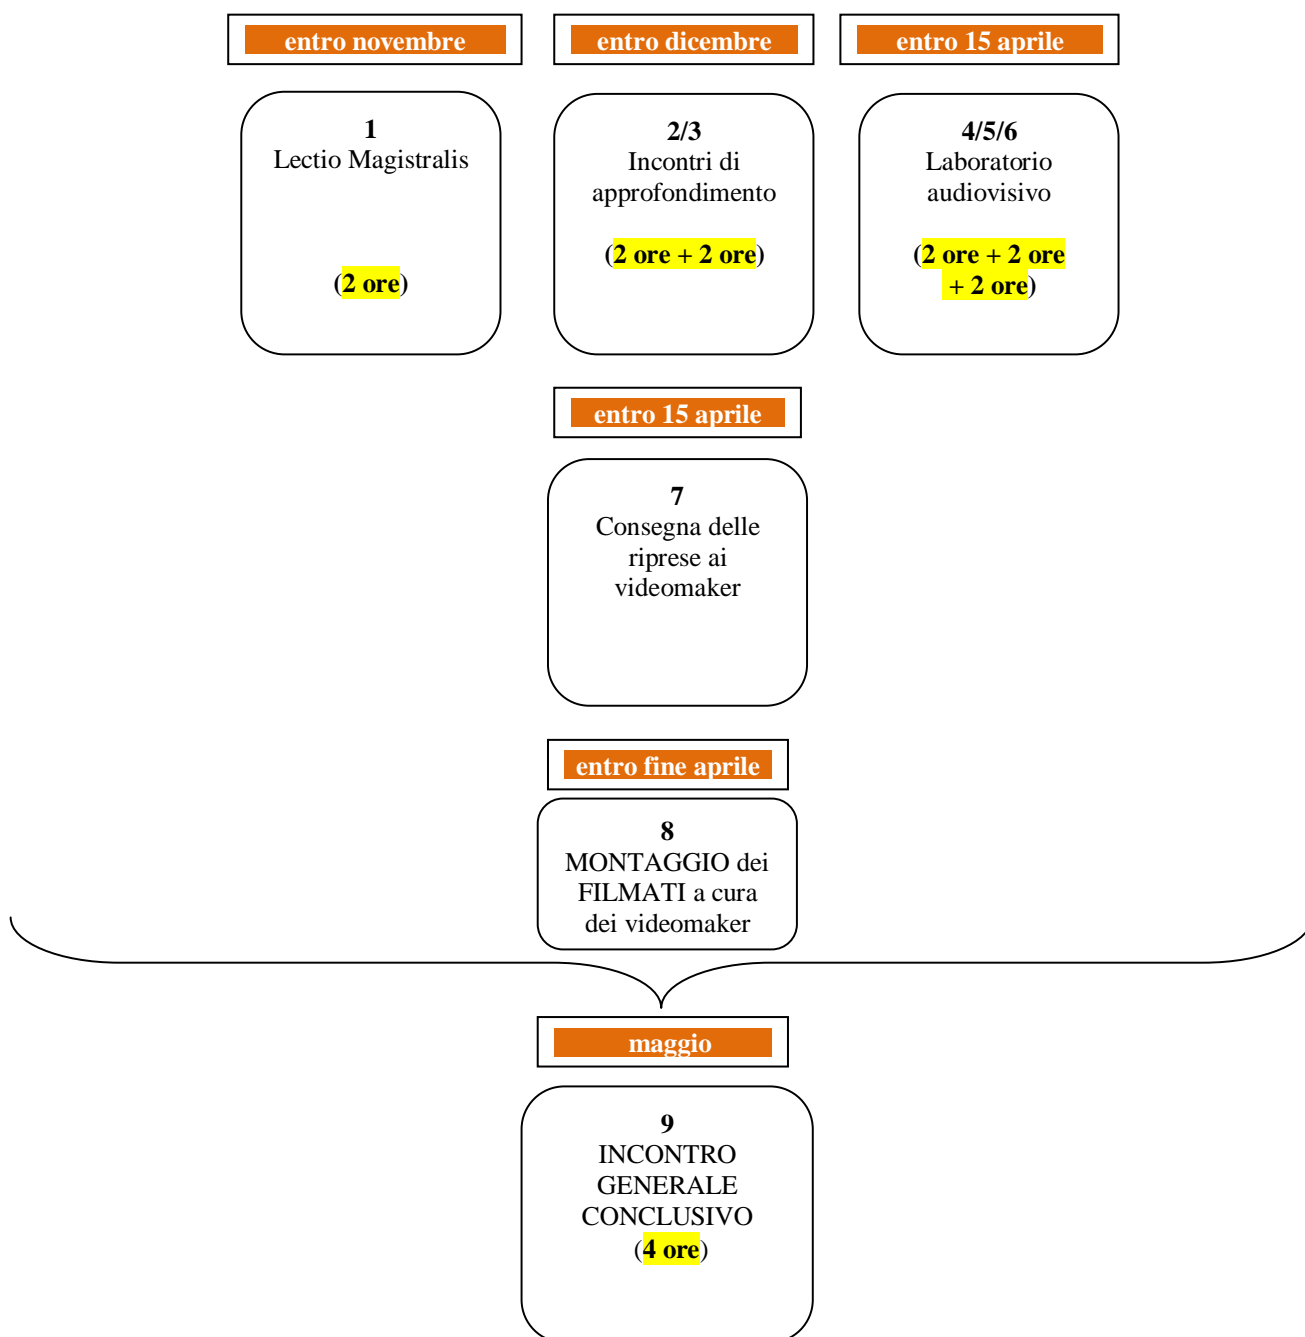 entro novembre
1
Lectio Magistralis
(2 ore)
entro dicembre
2/3
Incontri di
approfondimento
(2 ore + 2 ore)
entro 15 aprile
4/5/6
Laboratorio
audiovisivo
(2 ore + 2 ore
+ 2 ore)
entro 15 aprile
7
Consegna delle
riprese ai
videomaker
entro fine aprile
8
MONTAGGIO dei
FILMATI a cura
dei videomaker
maggio
9
INCONTRO
GENERALE
CONCLUSIVO
(4 ore)